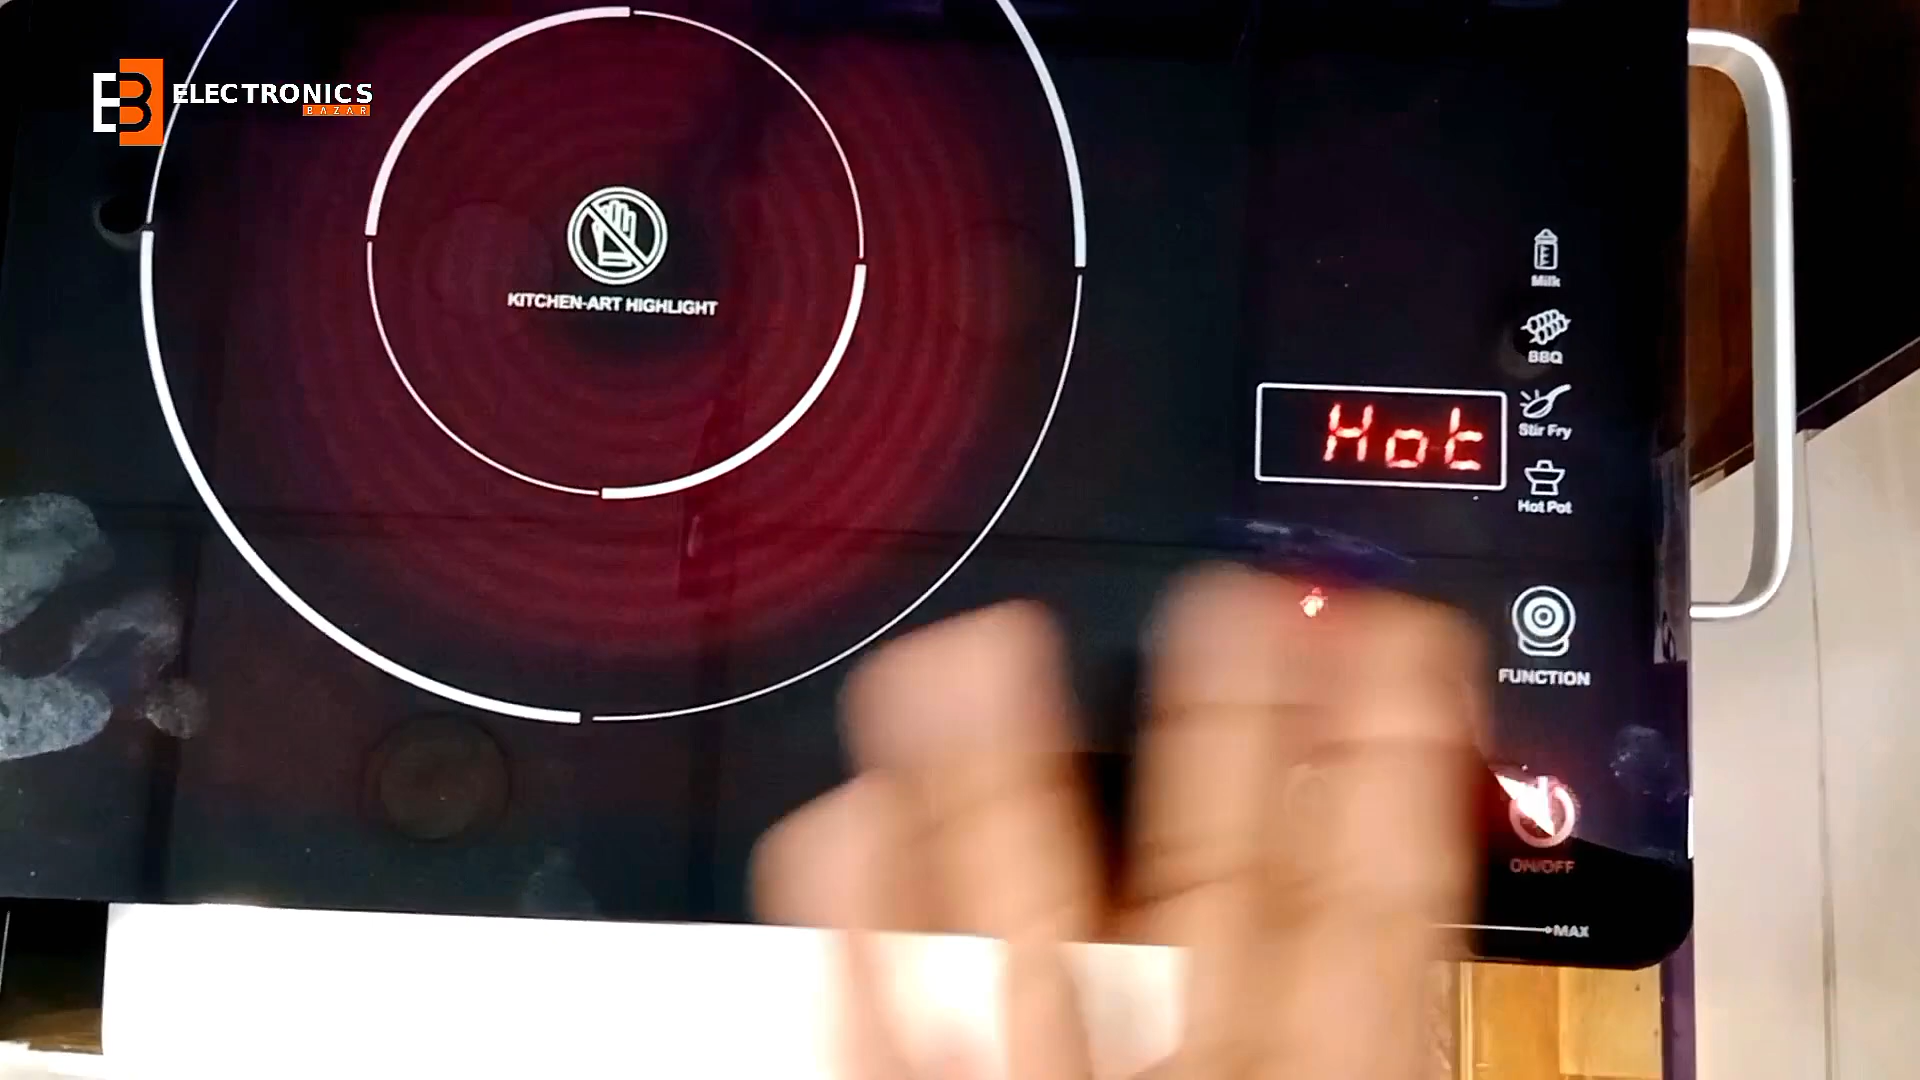 ELECTRONICS
BAZAR
KITCHEN-ART HIGHLIGHT
Milk
BBQ
Hot
Stir Fry
Hot Pot
FUNCTION
ON/OFF
MAX